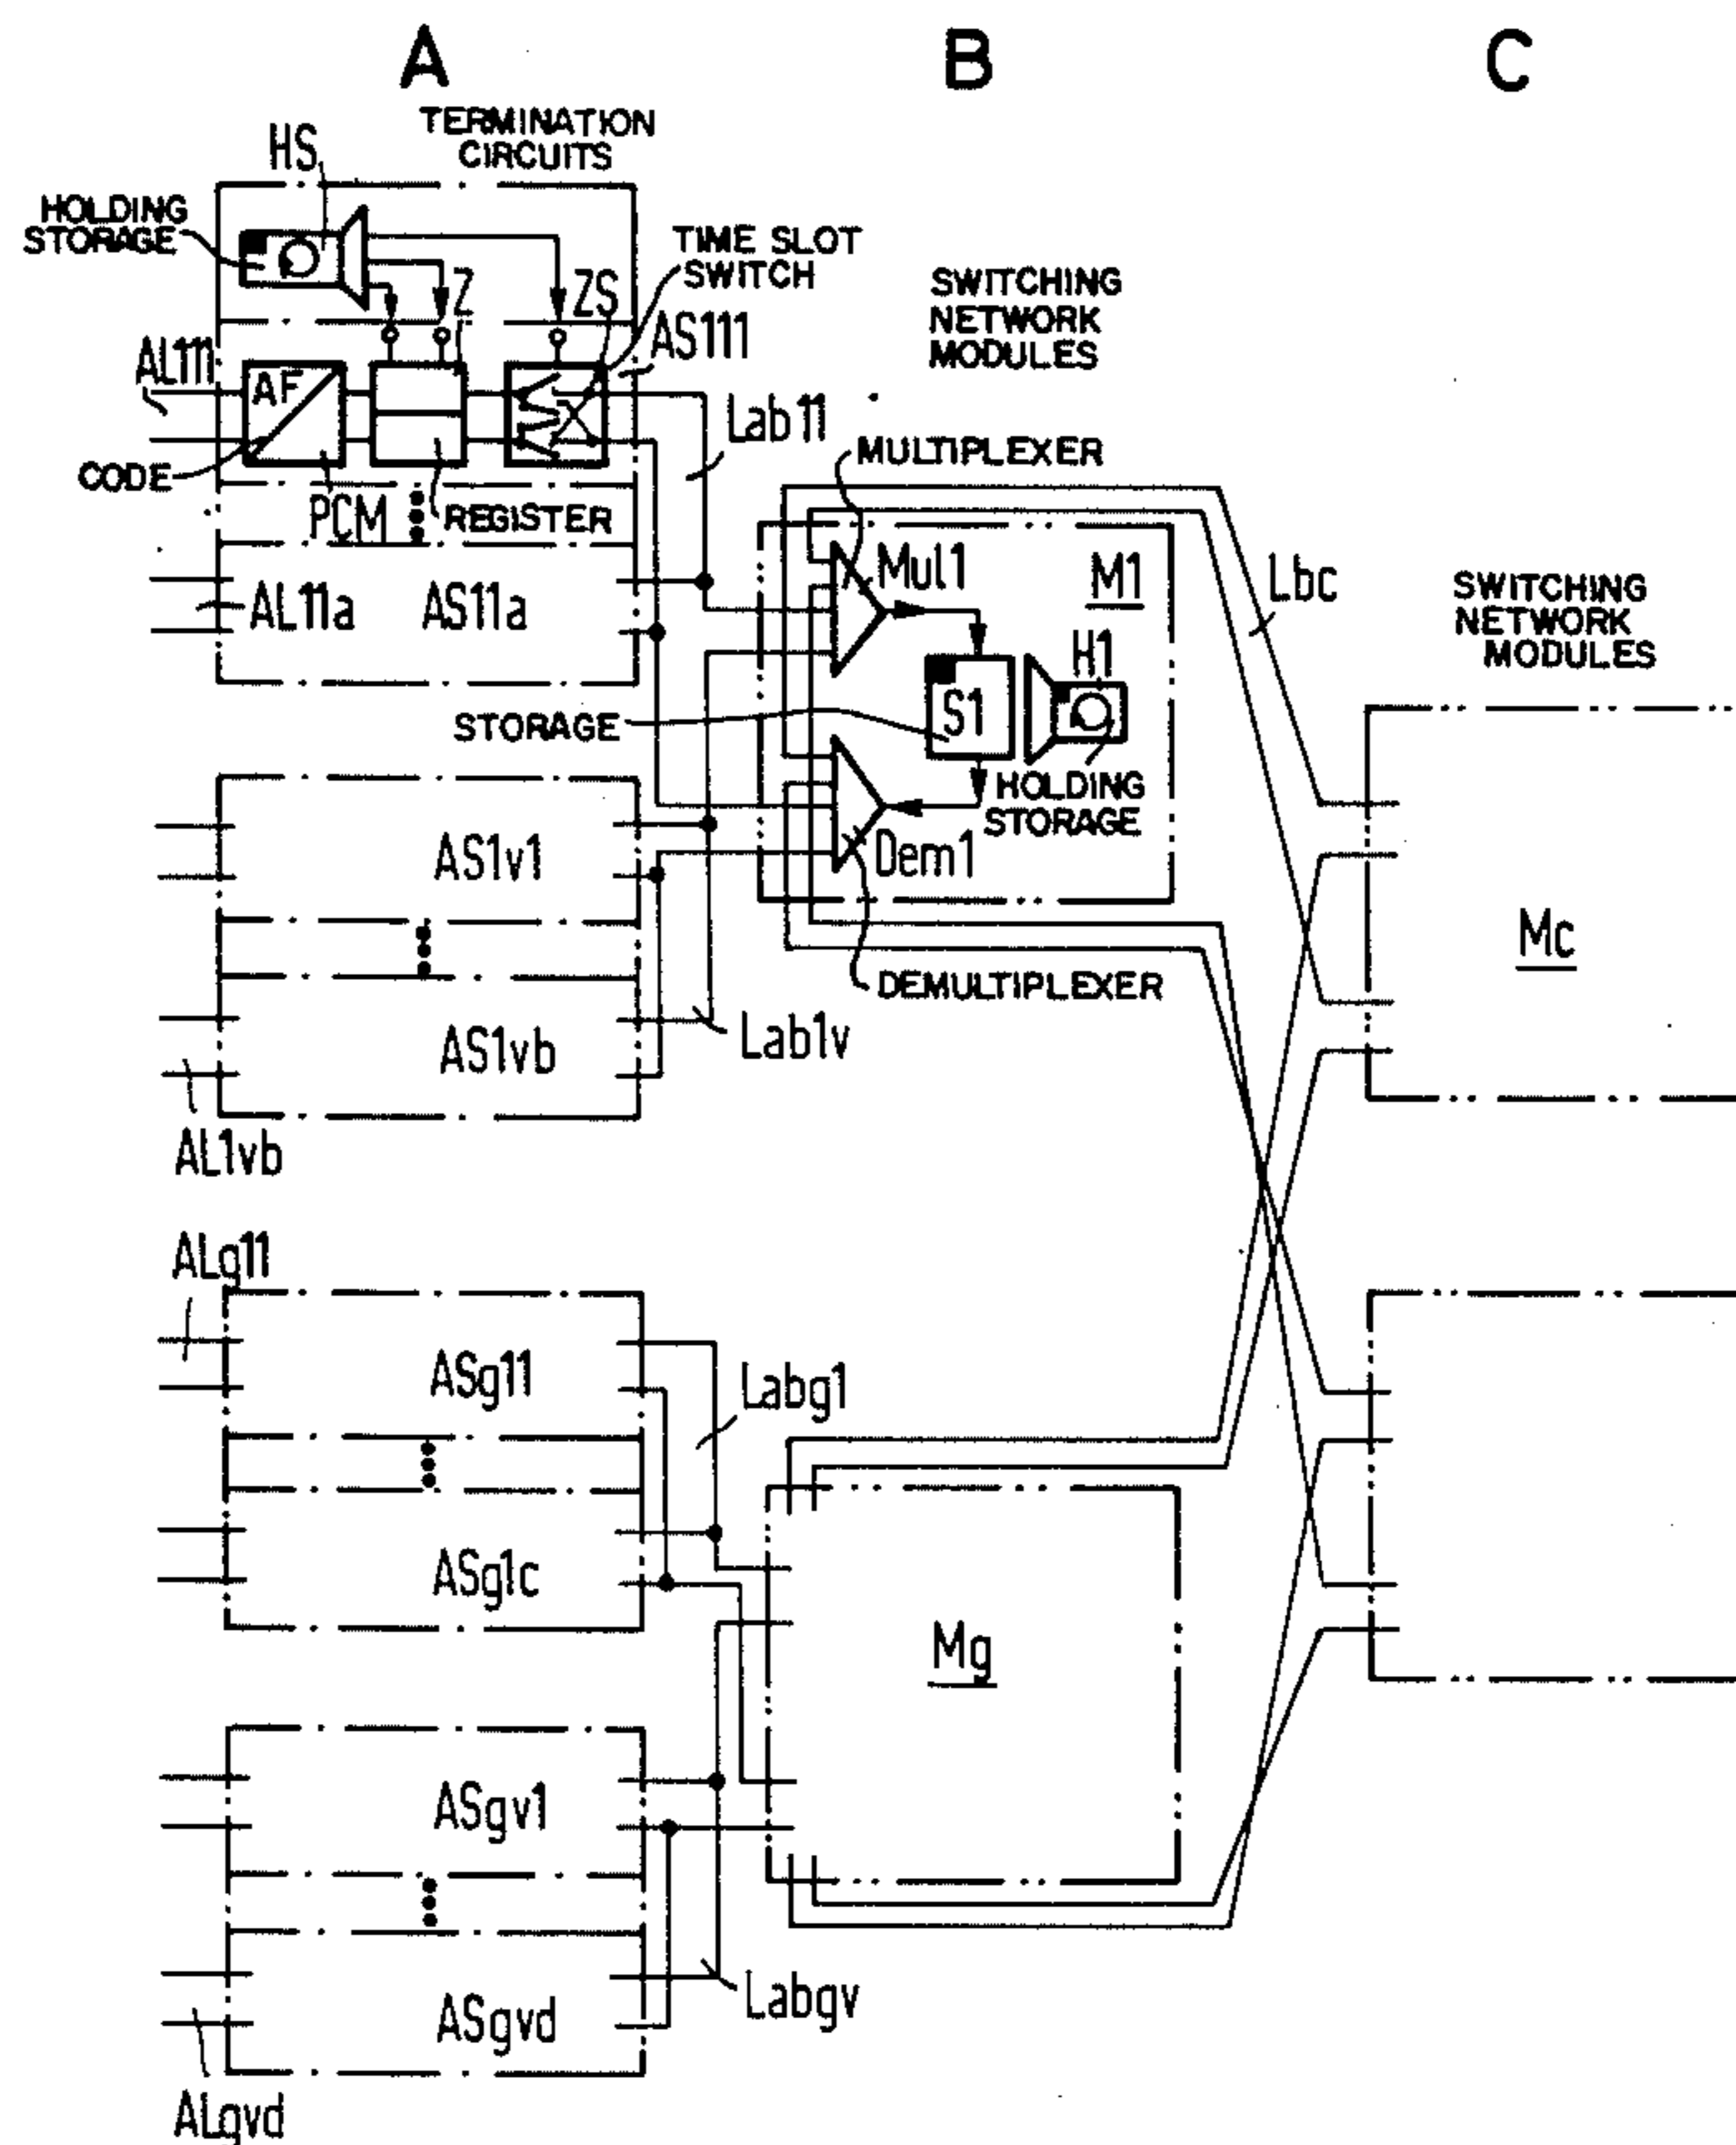 A
B
C
TERMINATION
CIRCUITS
HS
HOLDING
STORAGE
TIME SLOT
SWITCH
Z
ZS
AS111
SWITCHING
NETWORK
MODULES
AL111
AF
Lab11
CODE
PCM
REGISTER
MULTIPLEXER
AL11a
AS11a
Mul1
M1
Lbc
SWITCHING
NETWORK
MODULES
S1
H1
STORAGE
HOLDING
STORAGE
Dem1
AS1v1
Mc
DEMULTIPLEXER
AS1vb
Lab1v
AL1vb
ALg11
ASg11
Labg1
ASg1c
Mg
ASgv1
ASgvd
Labgv
ALgvd